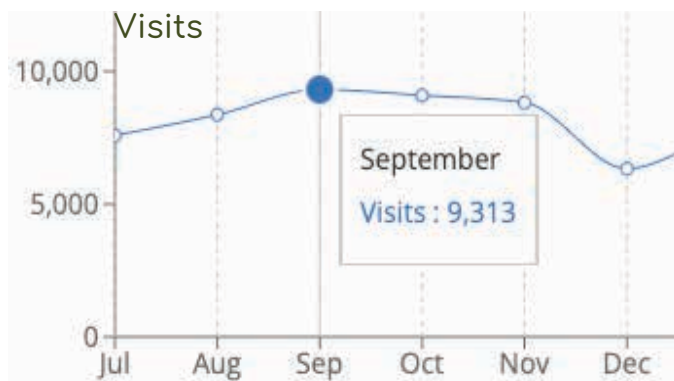 Visits
10,000
September
Visits : 9,313
5,000
0
Jul Aug Sep Oct Nov Dec